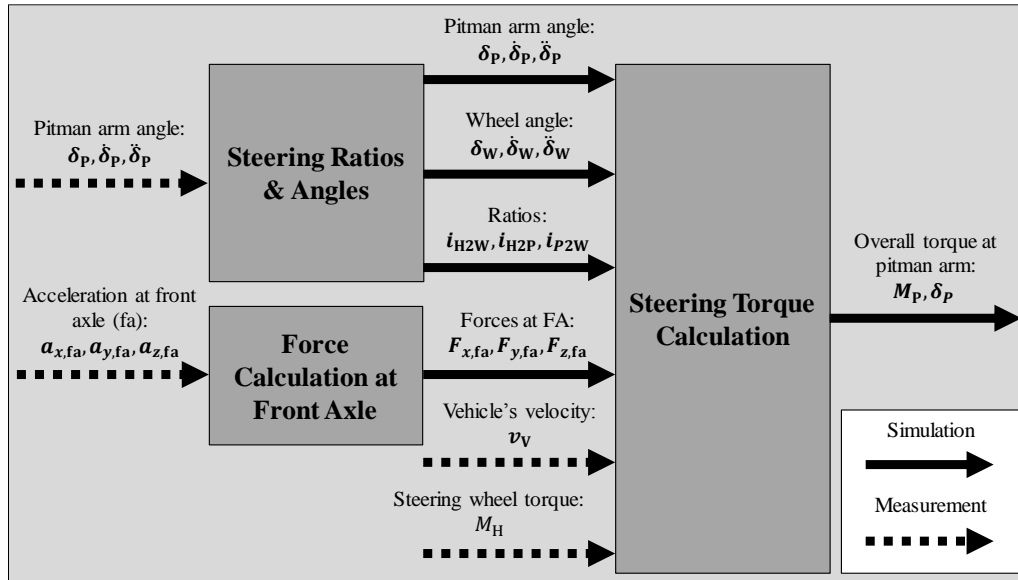 Pitman arm angle:
δ_P, δ̇_P, δ̈_P
Steering Ratios
& Angles
Pitman arm angle:
δ_P, δ̇_P, δ̈_P
Wheel angle:
δ_W, δ̇_W, δ̈_W
Ratios:
i_H2W, i_H2P, i_P2W
Acceleration at front
axle (fa):
a_x,fa, a_y,fa, a_z,fa
Force
Calculation at
Front Axle
Forces at FA:
F_x,fa, F_y,fa, F_z,fa
Vehicle's velocity:
v_V
Steering wheel torque:
M_H
Steering Torque
Calculation
Overall torque at
pitman arm:
M_P, δ_P
Simulation
Measurement